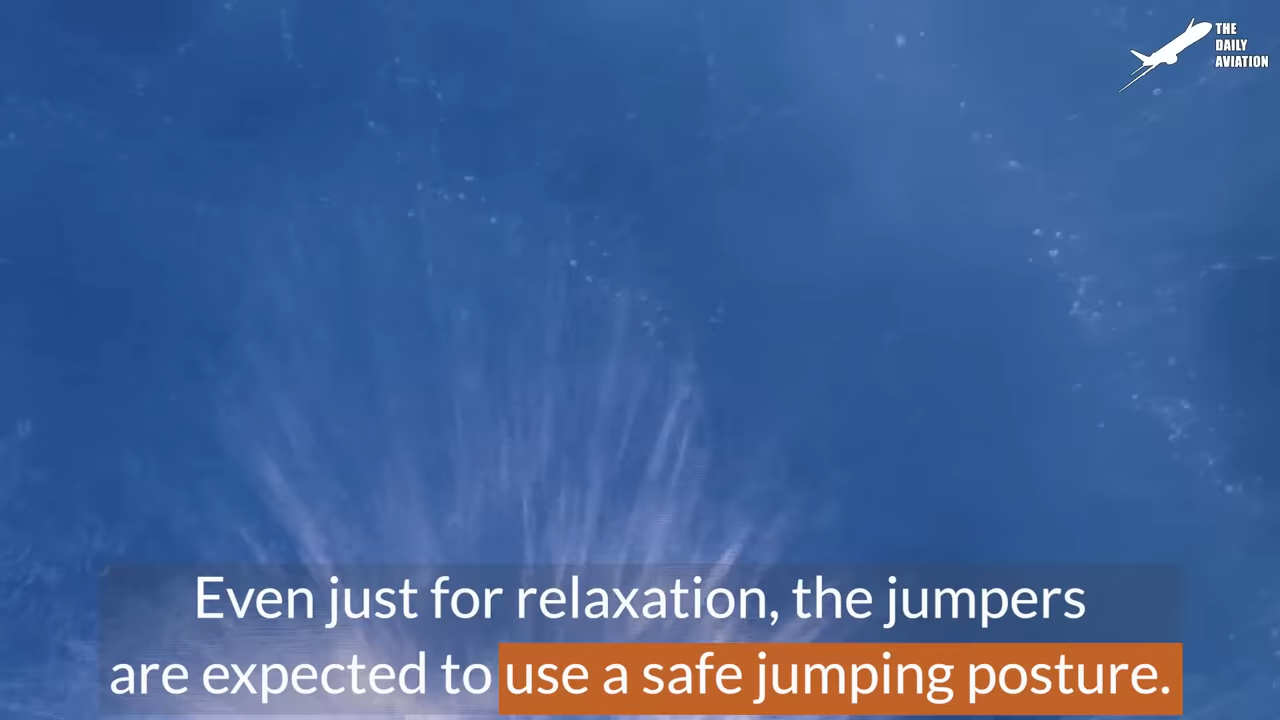 THE
DAILY
AVIATION
Even just for relaxation, the jumpers
are expected to use a safe jumping posture.